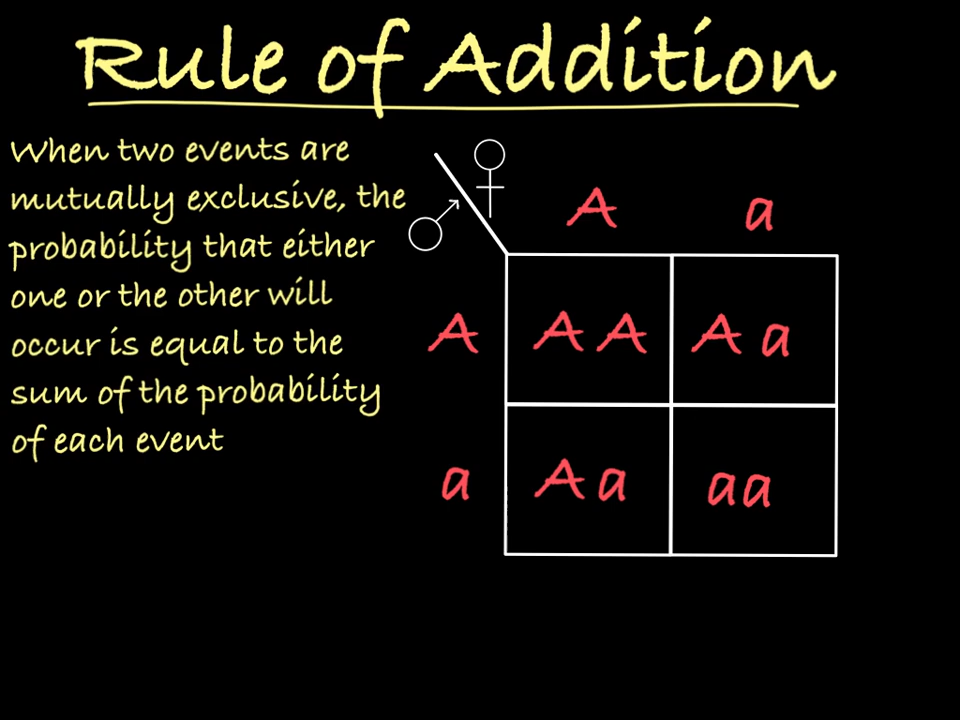 Rule of Addition
When two events are
mutually exclusive, the
probability that either
one or the other will
occur is equal to the
sum of the probability
of each event
A a
A AA Aa
a Aa aa